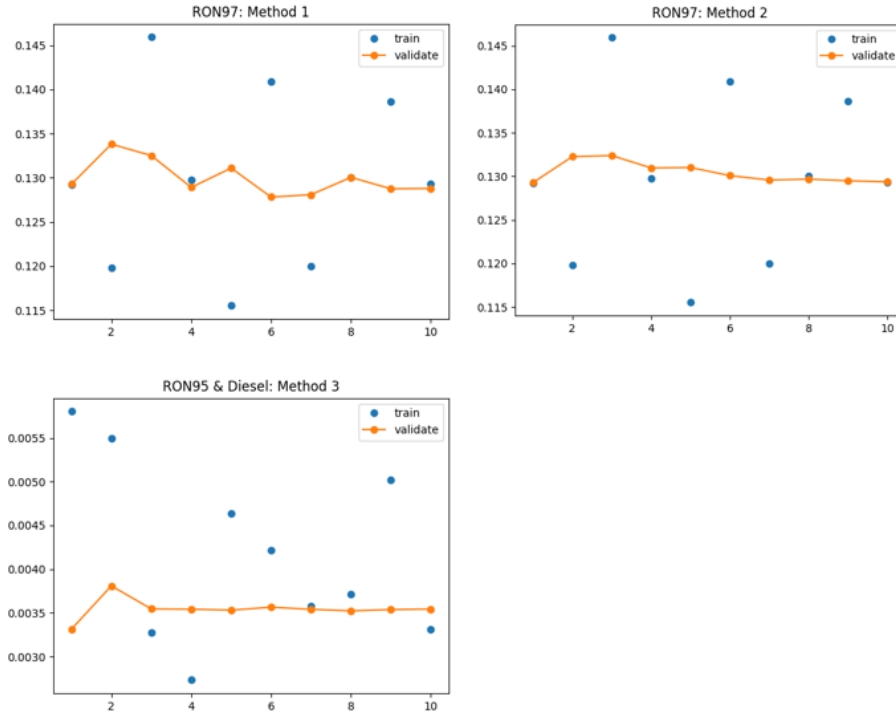 RON97: Method 1
0.145
0.140
0.135
0.130
0.125
0.120
0.115
2 4 6 8 10
train
validate
RON97: Method 2
0.145
0.140
0.135
0.130
0.125
0.120
0.115
2 4 6 8 10
train
validate
RON95 & Diesel: Method 3
0.0055
0.0050
0.0045
0.0040
0.0035
0.0030
2 4 6 8 10
train
validate